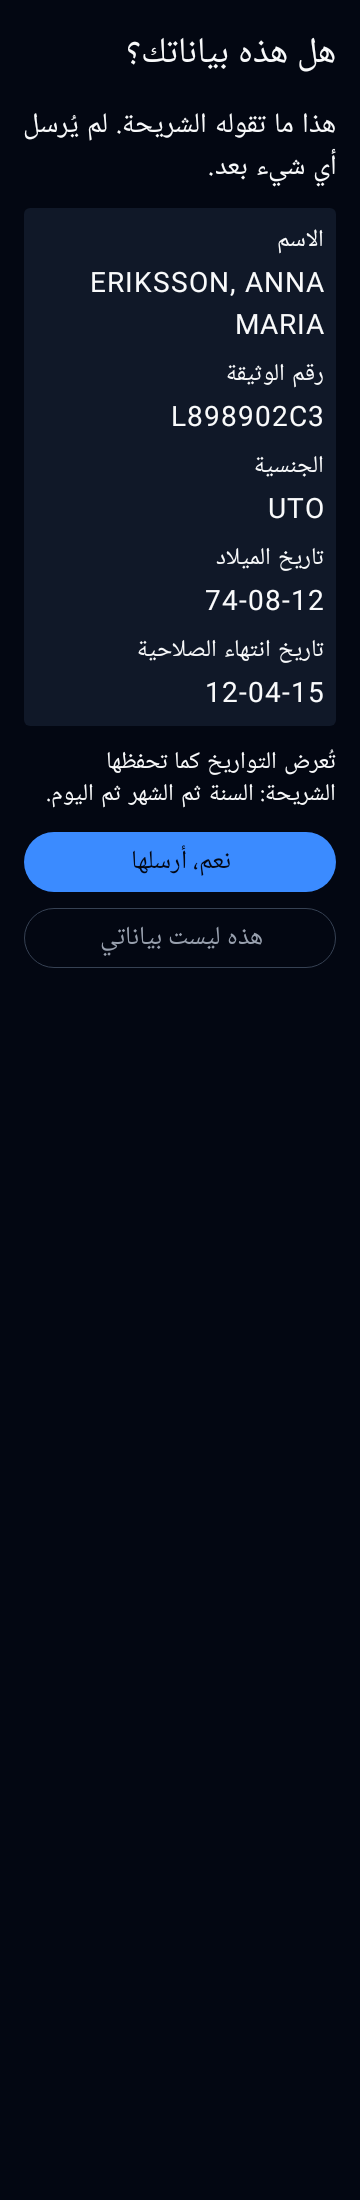 هل هذه بياناتك؟
هذا ما تقوله الشريحة. لم يُرسل
أي شيء بعد.
الاسم
ERIKSSON, ANNA
MARIA
رقم الوثيقة
L898902C3
الجنسية
UTO
تاريخ الميلاد
74-08-12
تاريخ انتهاء الصلاحية
12-04-15
تُعرض التواريخ كما تحفظها
الشريحة: السنة ثم الشهر ثم اليوم.
نعم، أرسلها
هذه ليست بياناتي